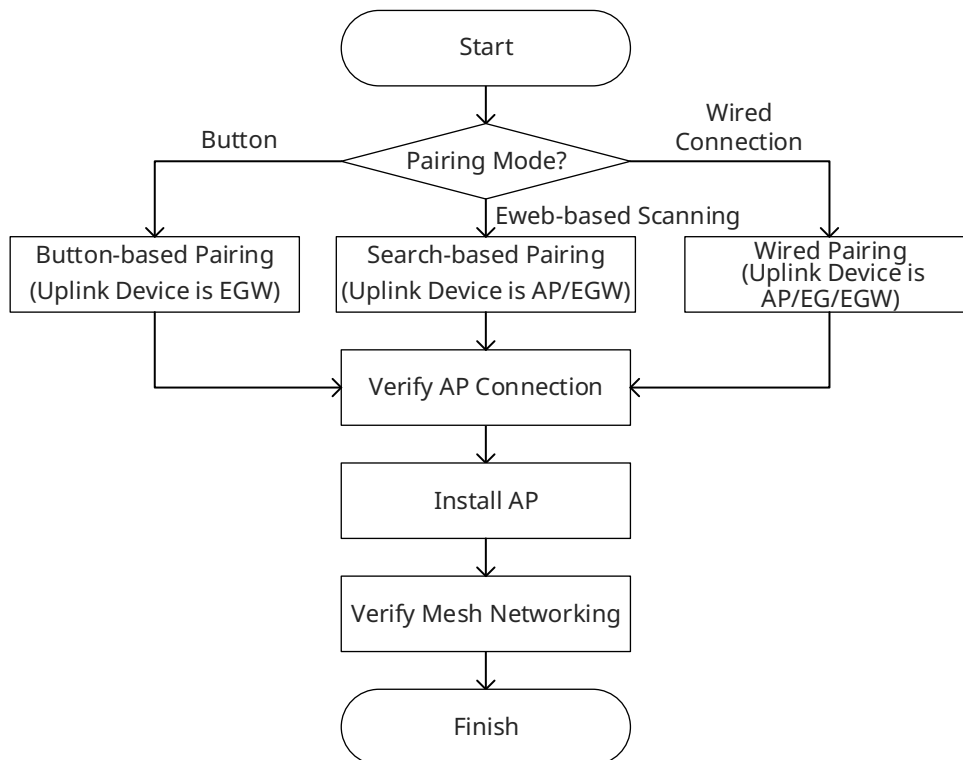 Start
Pairing Mode?
Button
Wired
Connection
Eweb-based Scanning
Button-based Pairing
(Uplink Device is EGW)
Search-based Pairing
(Uplink Device is AP/EGW)
Wired Pairing
(Uplink Device is
AP/EG/EGW)
Verify AP Connection
Install AP
Verify Mesh Networking
Finish